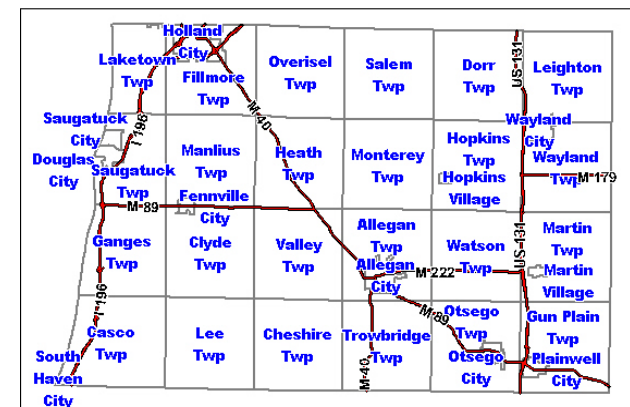 Holland
City
Laketown
Twp
Fillmore
Twp
Overisel
Twp
Salem
Twp
Dorr
Twp
US-131
Leighton
Twp
Saugatuck
City
I 196
M-40
Douglas
City
Saugatuck
Twp
Manlius
Twp
Heath
Twp
Monterey
Twp
Hopkins
Twp
Hopkins
Village
Wayland
City
Wayland
Twp
M 179
Fennville
City
M-89
Ganges
Twp
Clyde
Twp
Valley
Twp
Allegan
Twp
Allegan
City
M-222
Watson
Twp
US-131
Martin
Twp
Martin
Village
I 196
Casco
Twp
Lee
Twp
Cheshire
Twp
Trowbridge
Twp
M-40
M-89
Otsego
Twp
Otsego
City
Gun Plain
Twp
Plainwell
City
South
Haven
City